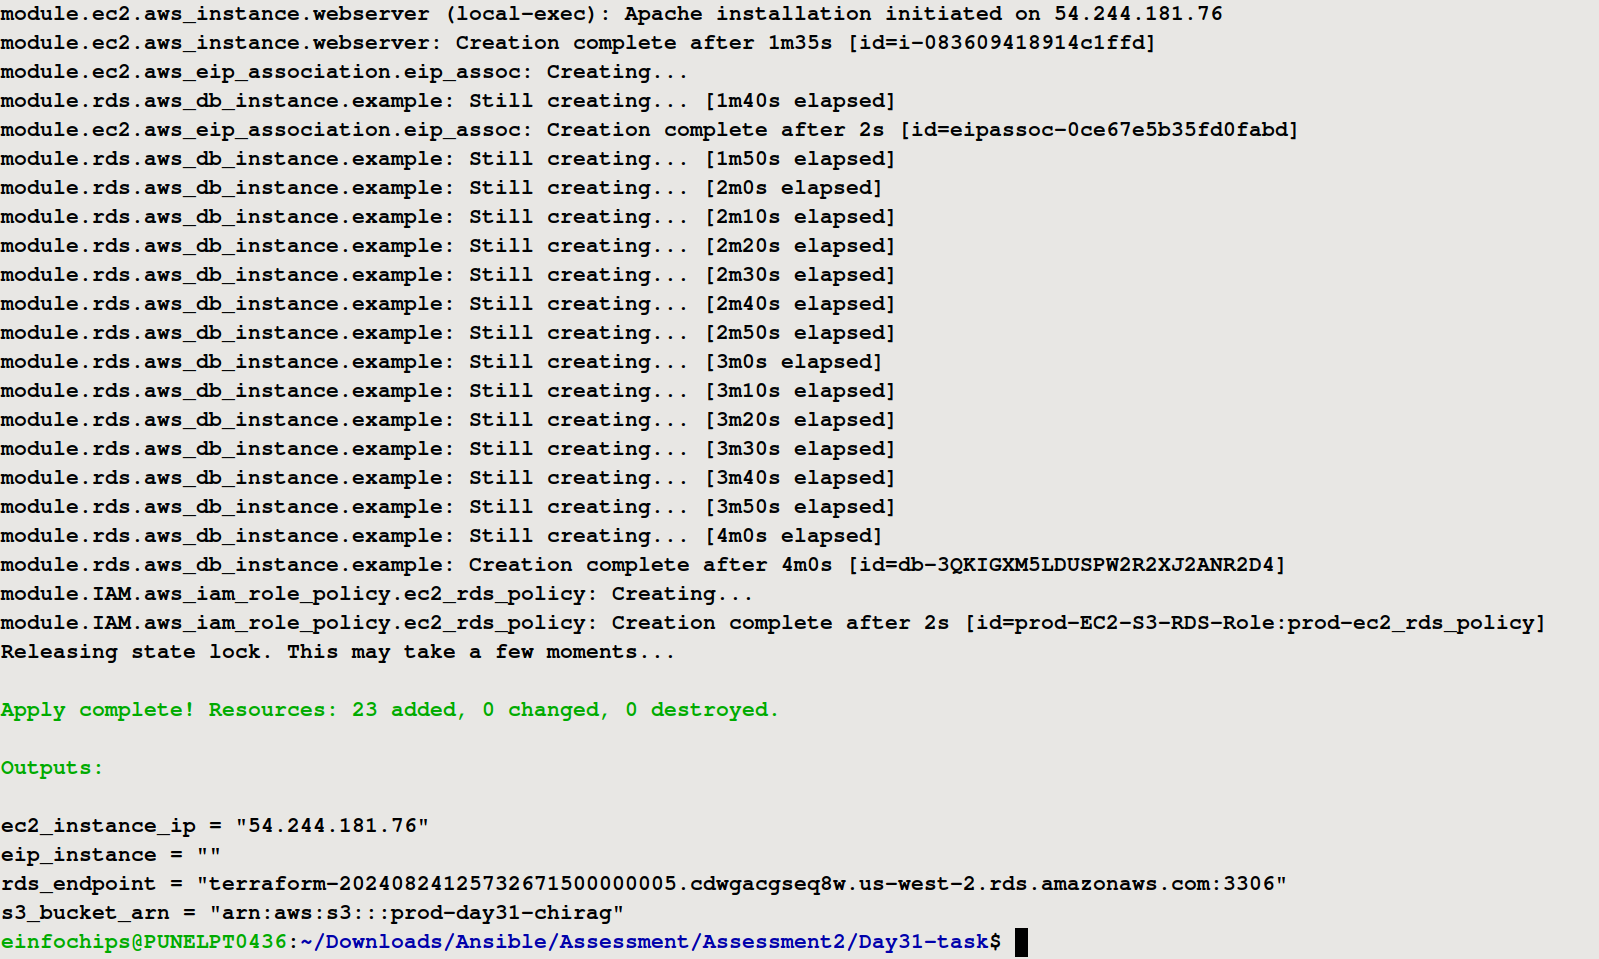 module.ec2.aws_instance.webserver (local-exec): Apache installation initiated on 54.244.181.76
module.ec2.aws_instance.webserver: Creation complete after 1m35s [id=i-083609418914c1ffd]
module.ec2.aws_eip_association.eip_assoc: Creating...
module.rds.aws_db_instance.example: Still creating... [1m40s elapsed]
module.ec2.aws_eip_association.eip_assoc: Creation complete after 2s [id=eipassoc-0ce67e5b35fd0fabd]
module.rds.aws_db_instance.example: Still creating... [1m50s elapsed]
module.rds.aws_db_instance.example: Still creating... [2m0s elapsed]
module.rds.aws_db_instance.example: Still creating... [2m10s elapsed]
module.rds.aws_db_instance.example: Still creating... [2m20s elapsed]
module.rds.aws_db_instance.example: Still creating... [2m30s elapsed]
module.rds.aws_db_instance.example: Still creating... [2m40s elapsed]
module.rds.aws_db_instance.example: Still creating... [2m50s elapsed]
module.rds.aws_db_instance.example: Still creating... [3m0s elapsed]
module.rds.aws_db_instance.example: Still creating... [3m10s elapsed]
module.rds.aws_db_instance.example: Still creating... [3m20s elapsed]
module.rds.aws_db_instance.example: Still creating... [3m30s elapsed]
module.rds.aws_db_instance.example: Still creating... [3m40s elapsed]
module.rds.aws_db_instance.example: Still creating... [3m50s elapsed]
module.rds.aws_db_instance.example: Still creating... [4m0s elapsed]
module.rds.aws_db_instance.example: Creation complete after 4m0s [id=db-3QKIGXM5LDUSPW2R2XJ2ANR2D4]
module.IAM.aws_iam_role_policy.ec2_rds_policy: Creating...
module.IAM.aws_iam_role_policy.ec2_rds_policy: Creation complete after 2s [id=prod-EC2-S3-RDS-Role:prod-ec2_rds_policy]
Releasing state lock. This may take a few moments...
Apply complete! Resources: 23 added, 0 changed, 0 destroyed.
Outputs:
ec2_instance_ip = "54.244.181.76"
eip_instance = ""
rds_endpoint = "terraform-20240824125732671500000005.cdwgacgseq8w.us-west-2.rds.amazonaws.com:3306"
s3_bucket_arn = "arn:aws:s3:::prod-day31-chirag"
einfochips@PUNELPT0436:~/Downloads/Ansible/Assessment/Assessment2/Day31-task$